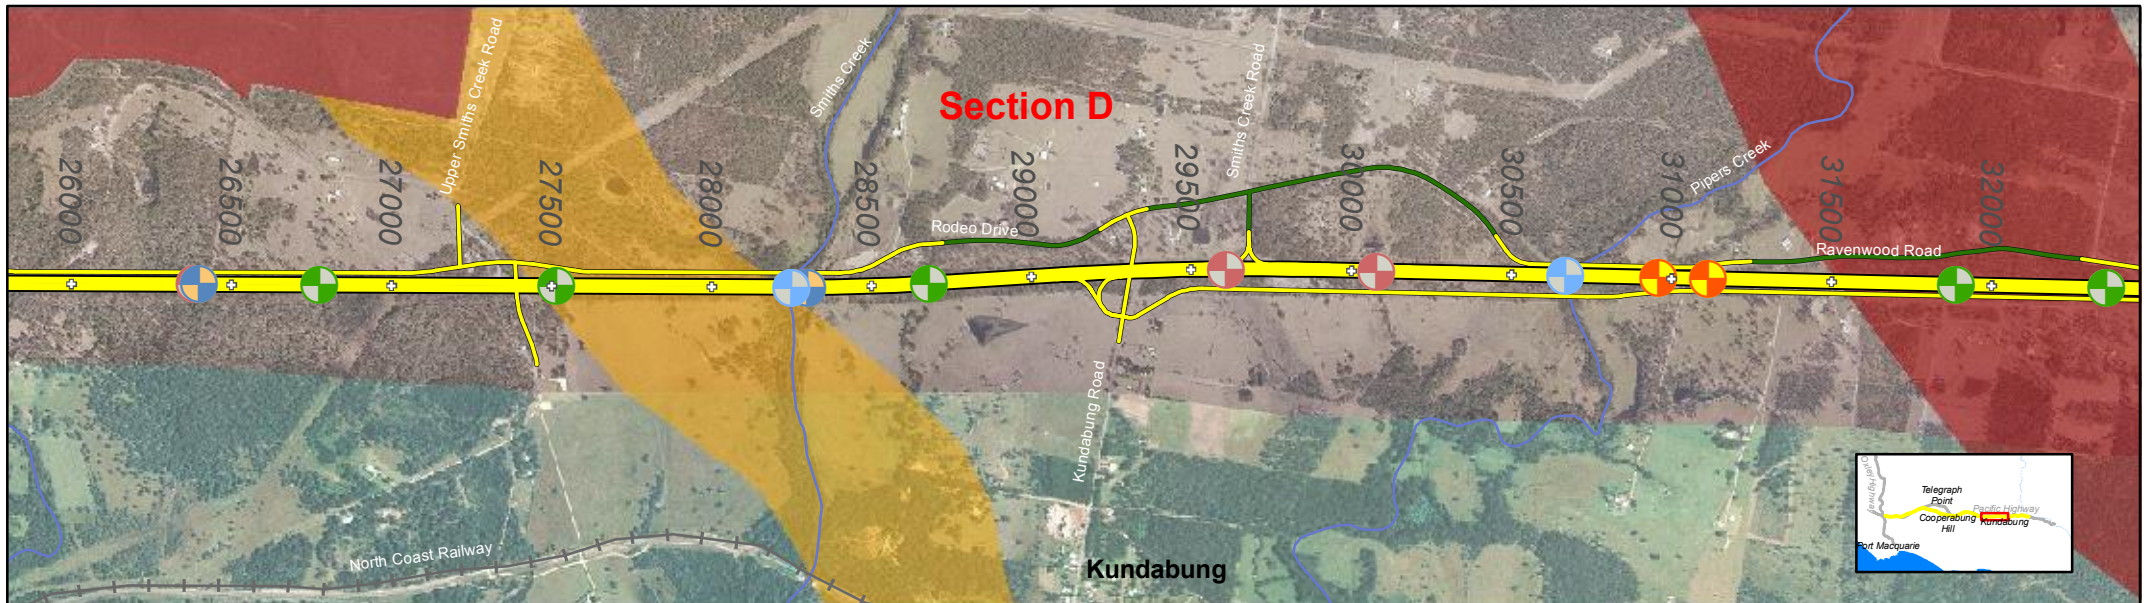 Upper Smiths Creek Road
Smiths Creek
Section D
Smiths Creek Road
Pipers Creek
26000
26500
27000
27500
28000
28500
29000
29500
30000
30500
31000
31500
32000
Rodeo Drive
Ravenwood Road
Kundabung Road
North Coast Railway
Kundabung
Oxley Highway
Telegraph
Point
Pacific Highway
Cooperabung
Hill
Kundabung
Port Macquarie